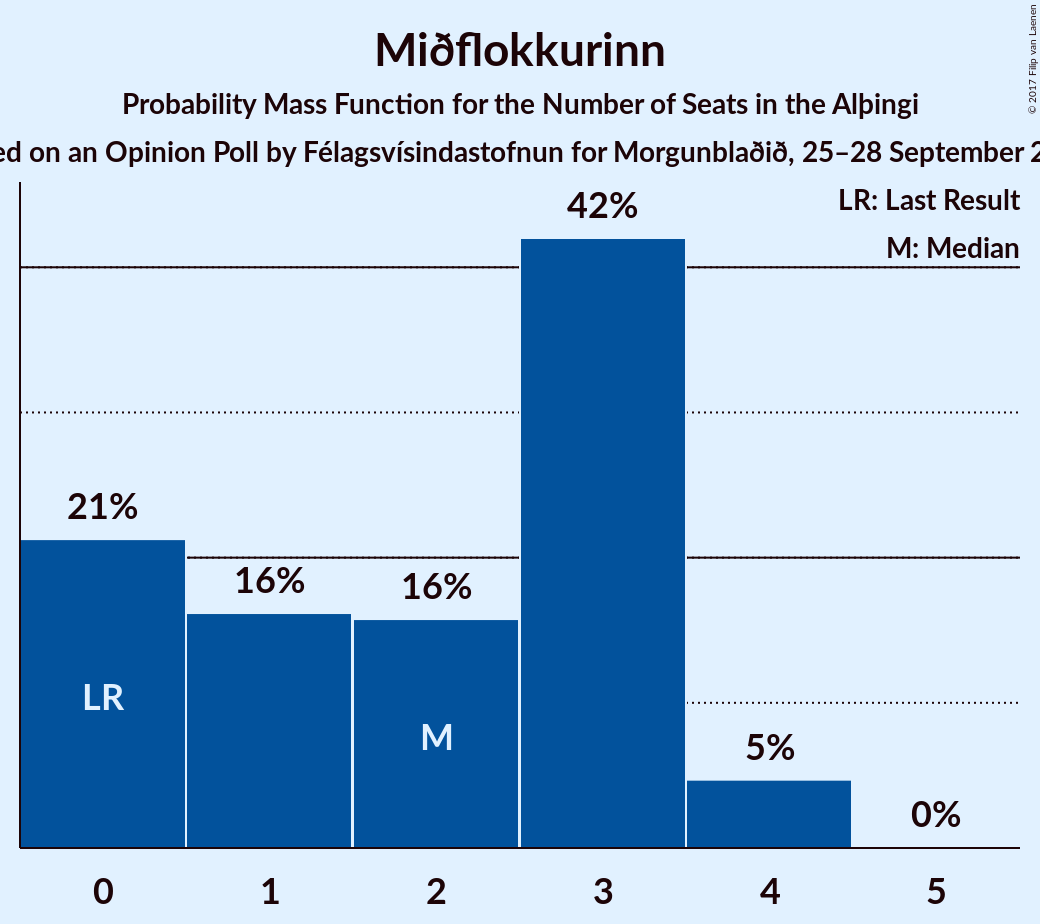 Miðflokkurinn
Probability Mass Function for the Number of Seats in the Alþingi
on an Opinion Poll by Félagsvísindastofnun for Morgunblaðið, 25–28 September
© 2017 Filip van Laenen
LR: Last Result
M: Median
42%
21%
16%
16%
5%
0%
LR
M
0 1 2 3 4 5